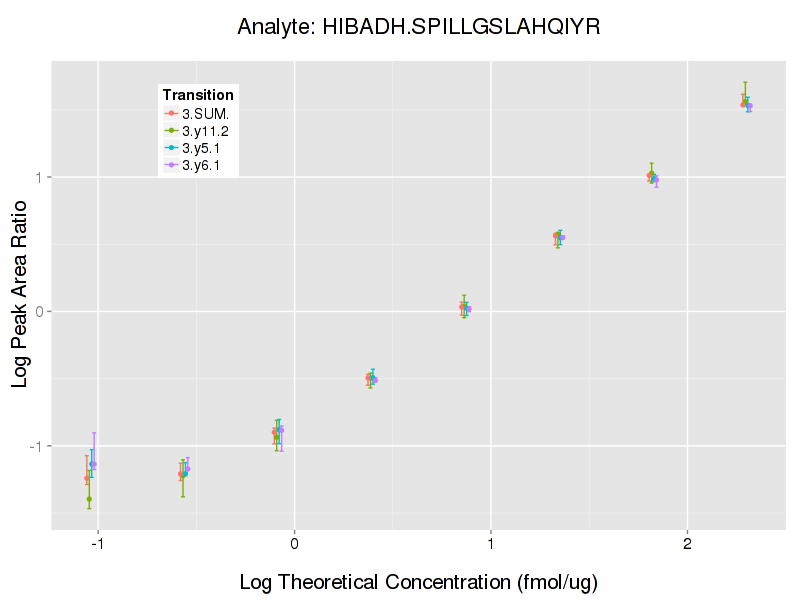 Analyte: HIBADH.SPILLGSLAHQIYR
Transition
3.SUM.
3.y11.2
3.y5.1
3.y6.1
Log Peak Area Ratio
1
0
-1
-1 0 1 2
Log Theoretical Concentration (fmol/ug)